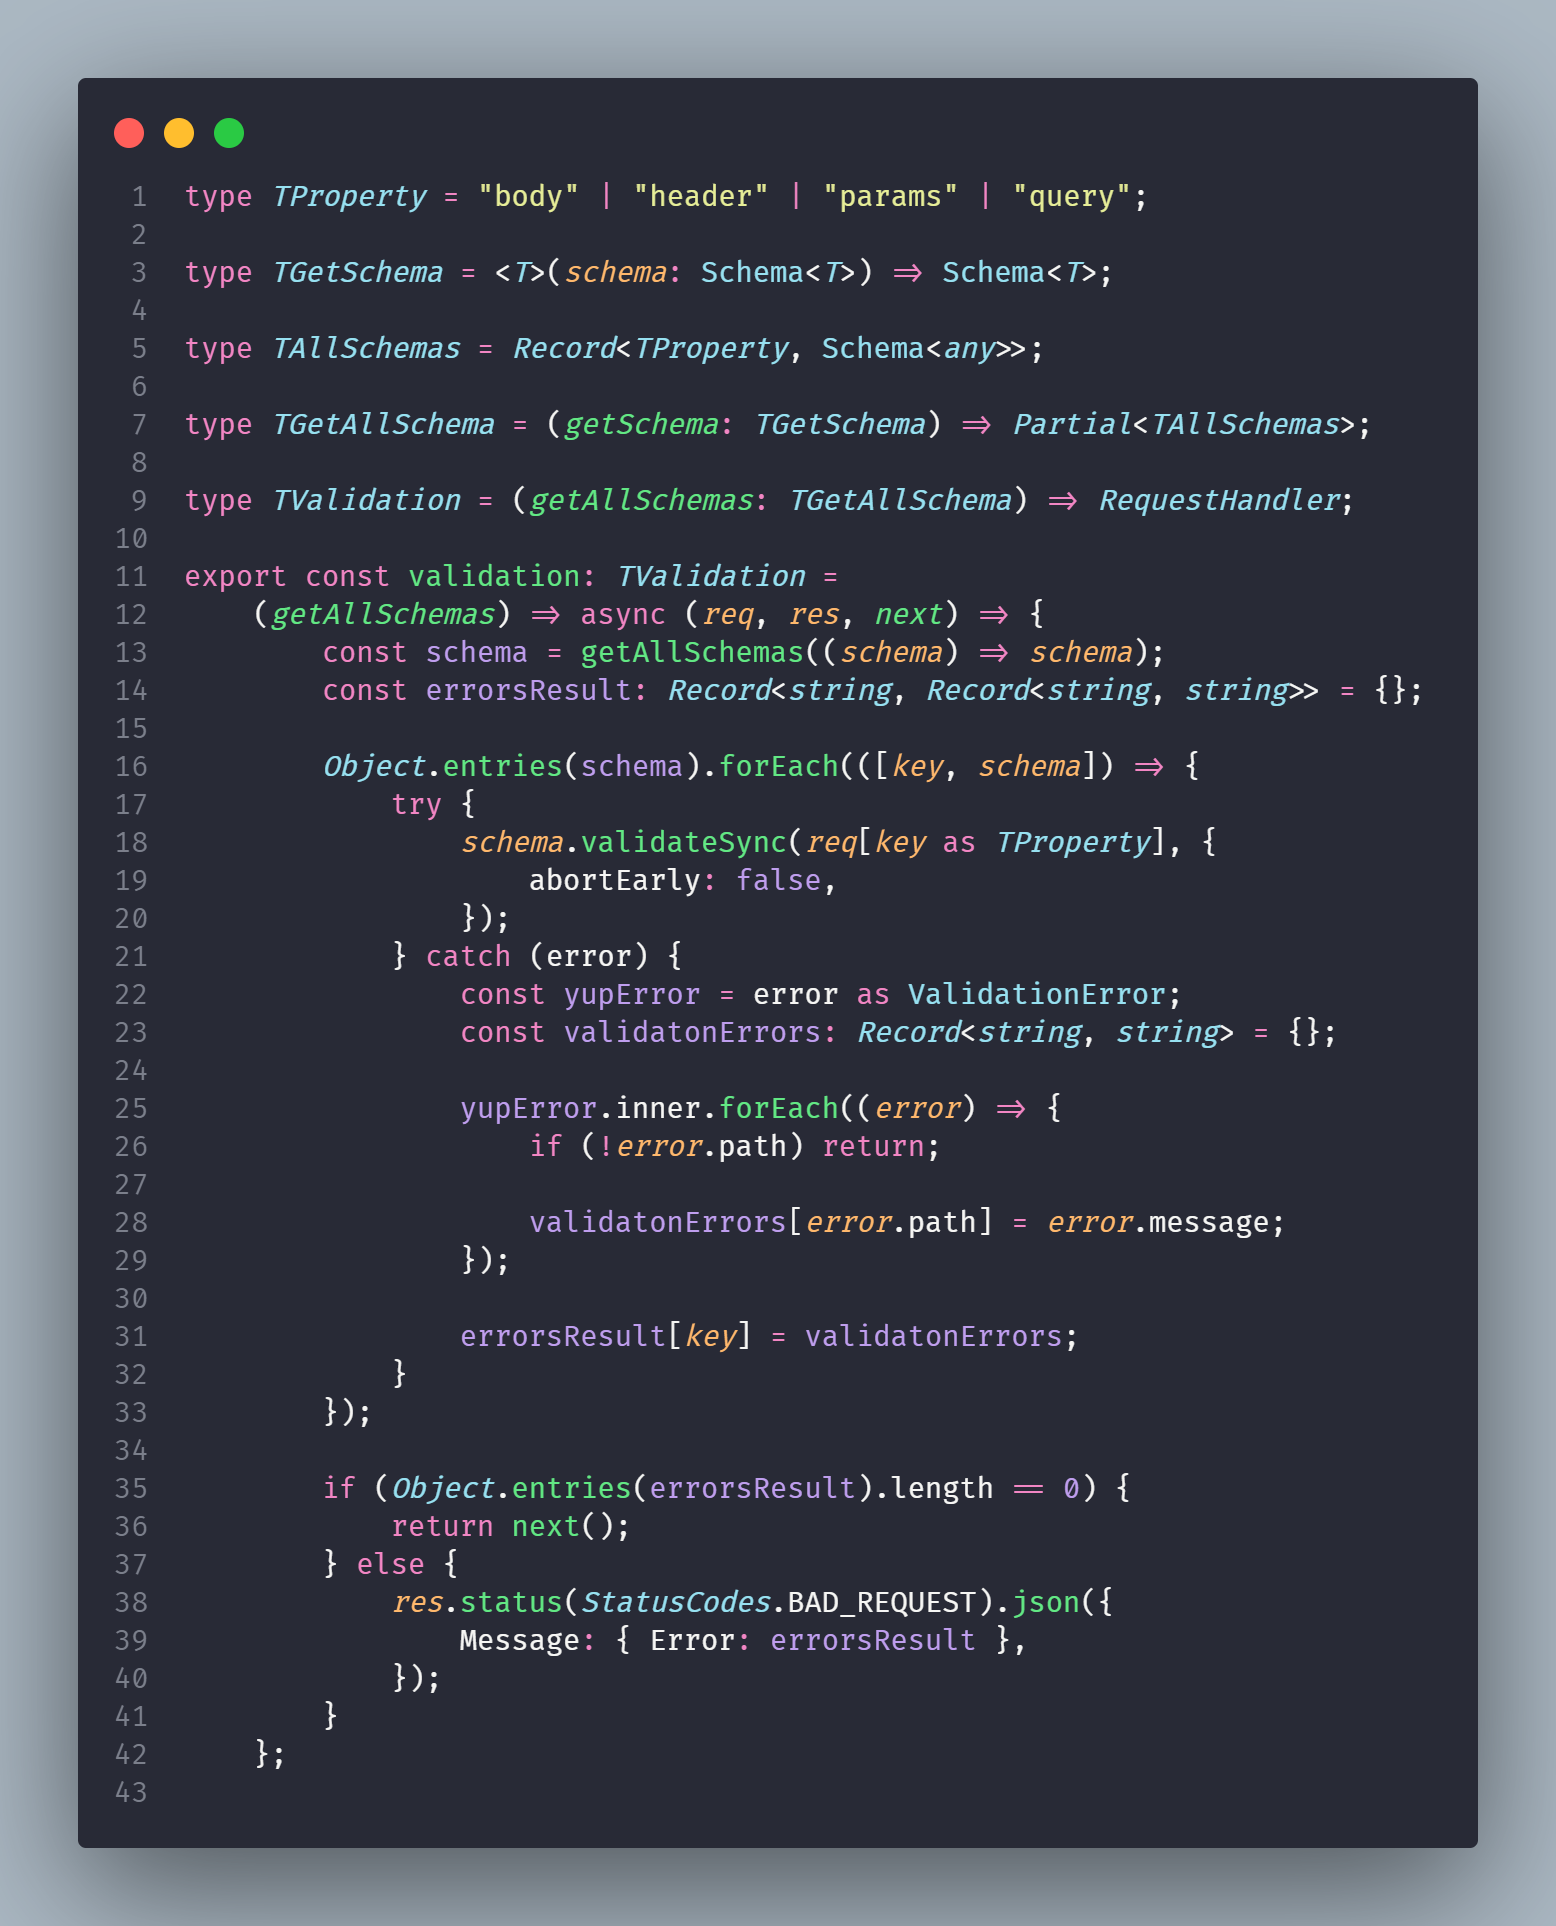 1 type TProperty = "body" | "header" | "params" | "query";
2
3 type TGetSchema = <T>(schema: Schema<T>) => Schema<T>;
4
5 type TAllSchemas = Record<TProperty, Schema<any>>;
6
7 type TGetAllSchema = (getSchema: TGetSchema) => Partial<TAllSchemas>;
8
9 type TValidation = (getAllSchemas: TGetAllSchema) => RequestHandler;
10
11 export const validation: TValidation =
12     (getAllSchemas) => async (req, res, next) => {
13         const schema = getAllSchemas((schema) => schema);
14         const errorsResult: Record<string, Record<string, string>> = {};
15
16         Object.entries(schema).forEach(([key, schema]) => {
17             try {
18                 schema.validateSync(req[key as TProperty], {
19                     abortEarly: false,
20                 });
21             } catch (error) {
22                 const yupError = error as ValidationError;
23                 const validatonErrors: Record<string, string> = {};
24
25                 yupError.inner.forEach((error) => {
26                     if (!error.path) return;
27
28                     validatonErrors[error.path] = error.message;
29                 });
30
31                 errorsResult[key] = validatonErrors;
32             }
33         });
34
35         if (Object.entries(errorsResult).length == 0) {
36             return next();
37         } else {
38             res.status(StatusCodes.BAD_REQUEST).json({
39                 Message: { Error: errorsResult },
40             });
41         }
42     };
43